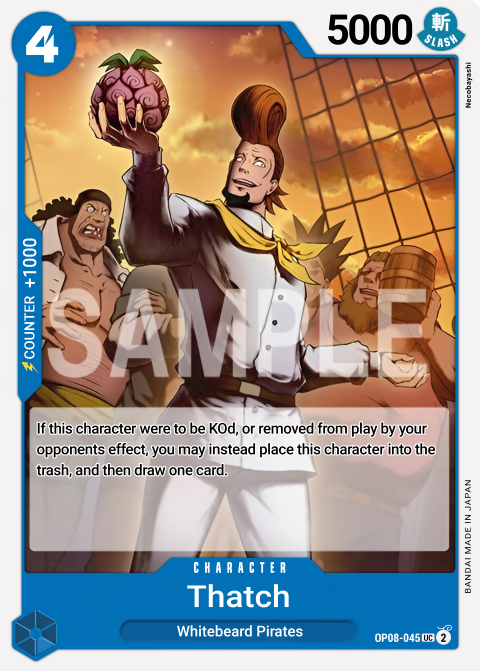 4
5000
斬
SLASH
Necobayashi
COUNTER +1000
SAMPLE
If this character were to be KOd, or removed from play by your
opponents effect, you may instead place this character into the
trash, and then draw one card.
BANDAI MADE IN JAPAN
CHARACTER
Thatch
Whitebeard Pirates
OP08-045 UC 2